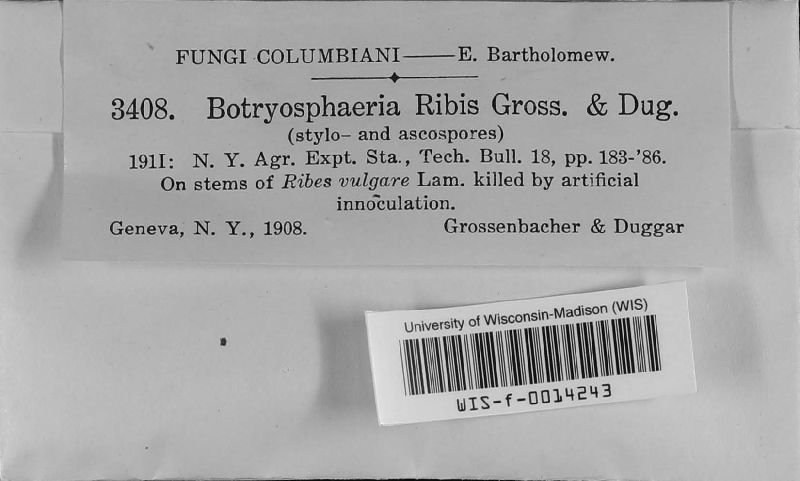 FUNGI COLUMBIANI——E. Bartholomew.
3408. Botryosphaeria Ribis Gross. & Dug.
(stylo- and ascospores)
1911: N. Y. Agr. Expt. Sta., Tech. Bull. 18, pp. 183-'86.
On stems of Ribes vulgare Lam. killed by artificial
innoculation.
Geneva, N. Y., 1908. Grossenbacher & Duggar
University of Wisconsin-Madison (WIS)
WIS-f-0014243